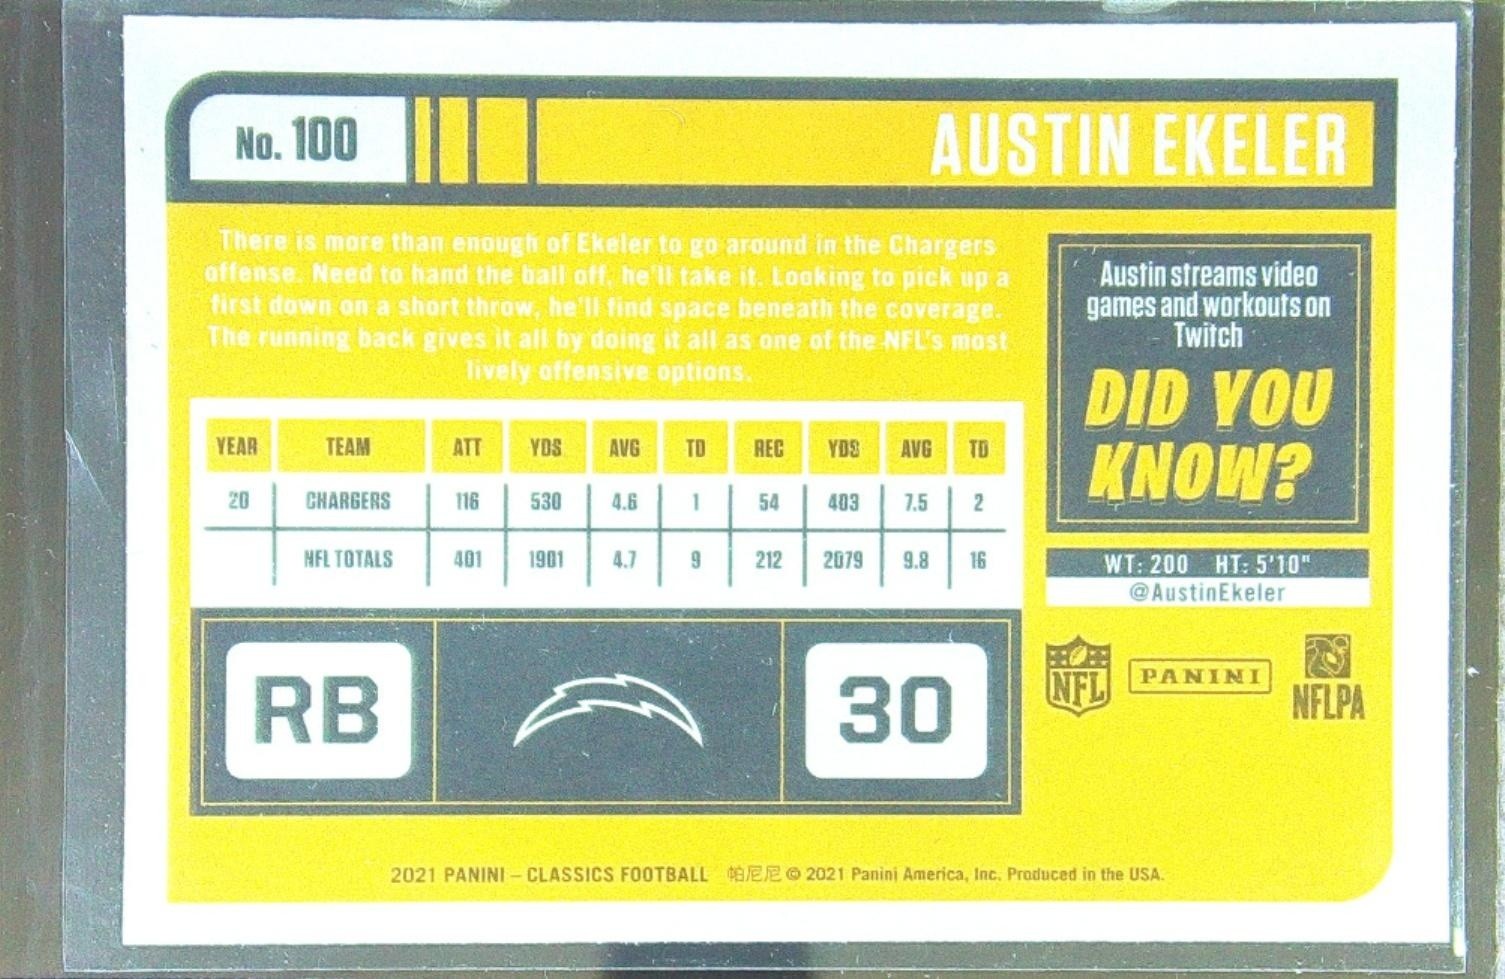 No. 100
AUSTIN EKELER
There is more than enough of Ekeler to go around in the Chargers
offense. Need to hand the ball off, he'll take it. Looking to pick up a
first down on a short throw, he'll find space beneath the coverage.
The running back gives it all by doing it all as one of the NFL's most
lively offensive options.
Austin streams video
games and workouts on
Twitch
DID YOU
KNOW?
YEAR TEAM ATT YDS AVG TD REC YDS AVG TD
20 CHARGERS 116 530 4.6 1 54 403 7.5 2
NFL TOTALS 401 1901 4.7 9 212 2079 9.8 16
WT: 200 HT: 5'10"
@AustinEkeler
RB
30
NFL
PANINI
NFLPA
2021 PANINI – CLASSICS FOOTBALL 帕尼尼 © 2021 Panini America, Inc. Produced in the USA.